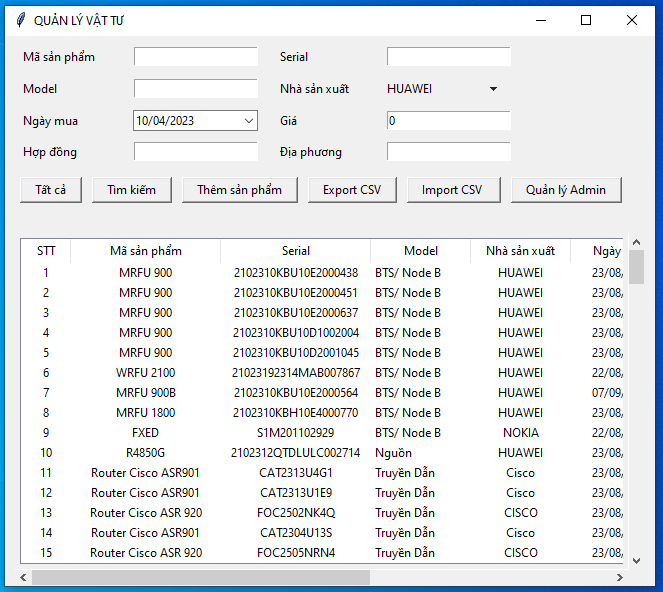 QUẢN LÝ VẬT TƯ
Mã sản phẩm Serial
Model Nhà sản xuất HUAWEI
Ngày mua 10/04/2023 Giá 0
Hợp đồng Địa phương
Tất cả Tìm kiếm Thêm sản phẩm Export CSV Import CSV Quản lý Admin
STT Mã sản phẩm Serial Model Nhà sản xuất Ngày
1 MRFU 900 2102310KBU10E2000438 BTS/ Node B HUAWEI 23/08/
2 MRFU 900 2102310KBU10E2000451 BTS/ Node B HUAWEI 23/08/
3 MRFU 900 2102310KBU10E2000637 BTS/ Node B HUAWEI 23/08/
4 MRFU 900 2102310KBU10D1002004 BTS/ Node B HUAWEI 23/08/
5 MRFU 900 2102310KBU10D2001045 BTS/ Node B HUAWEI 23/08/
6 WRFU 2100 21023192314MAB007867 BTS/ Node B HUAWEI 22/08/
7 MRFU 900B 2102310KBU10E2000564 BTS/ Node B HUAWEI 07/09/
8 MRFU 1800 2102310KBH10E4000770 BTS/ Node B HUAWEI 23/08/
9 FXED S1M201102929 BTS/ Node B NOKIA 22/08/
10 R4850G 2102312QTDLULC002714 Nguồn HUAWEI 23/08/
11 Router Cisco ASR901 CAT2313U4G1 Truyền Dẫn Cisco 23/08/
12 Router Cisco ASR901 CAT2313U1E9 Truyền Dẫn Cisco 23/08/
13 Router Cisco ASR 920 FOC2502NK4Q Truyền Dẫn CISCO 23/08/
14 Router Cisco ASR901 CAT2304U13S Truyền Dẫn Cisco 23/08/
15 Router Cisco ASR 920 FOC2505NRN4 Truyền Dẫn CISCO 23/08/